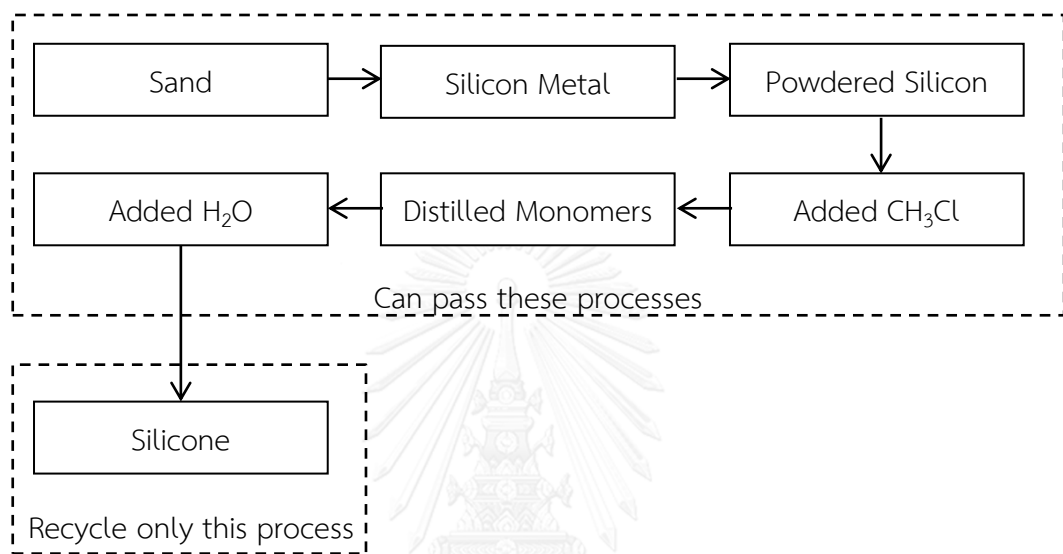 Sand
Silicon Metal
Powdered Silicon
Added H₂O
Distilled Monomers
Added CH₃Cl
Can pass these processes
Silicone
Recycle only this process